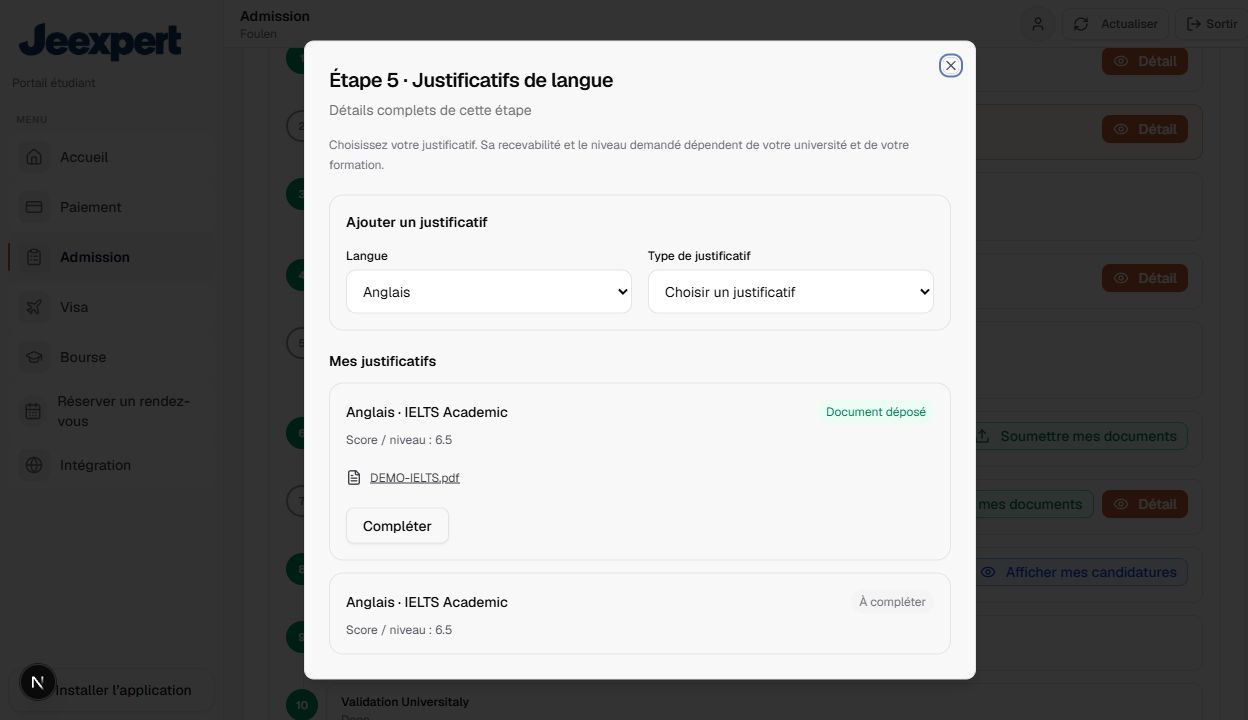 Jeexpert
Portail étudiant
MENU
Accueil
Paiement
Admission
Visa
Bourse
Réserver un rendez-
vous
Intégration
Installer l'application
N
Admission
Foulen
Actualiser
Sortir
Étape 5 · Justificatifs de langue
Détails complets de cette étape
Choisissez votre justificatif. Sa recevabilité et le niveau demandé dépendent de votre université et de votre
formation.
Ajouter un justificatif
Langue
Type de justificatif
Anglais
Choisir un justificatif
Mes justificatifs
Anglais · IELTS Academic
Document déposé
Score / niveau : 6.5
DEMO-IELTS.pdf
Compléter
Anglais · IELTS Academic
À compléter
Score / niveau : 6.5
Détail
Détail
Détail
Soumettre mes documents
mes documents
Détail
Afficher mes candidatures
10
Validation Universitaly